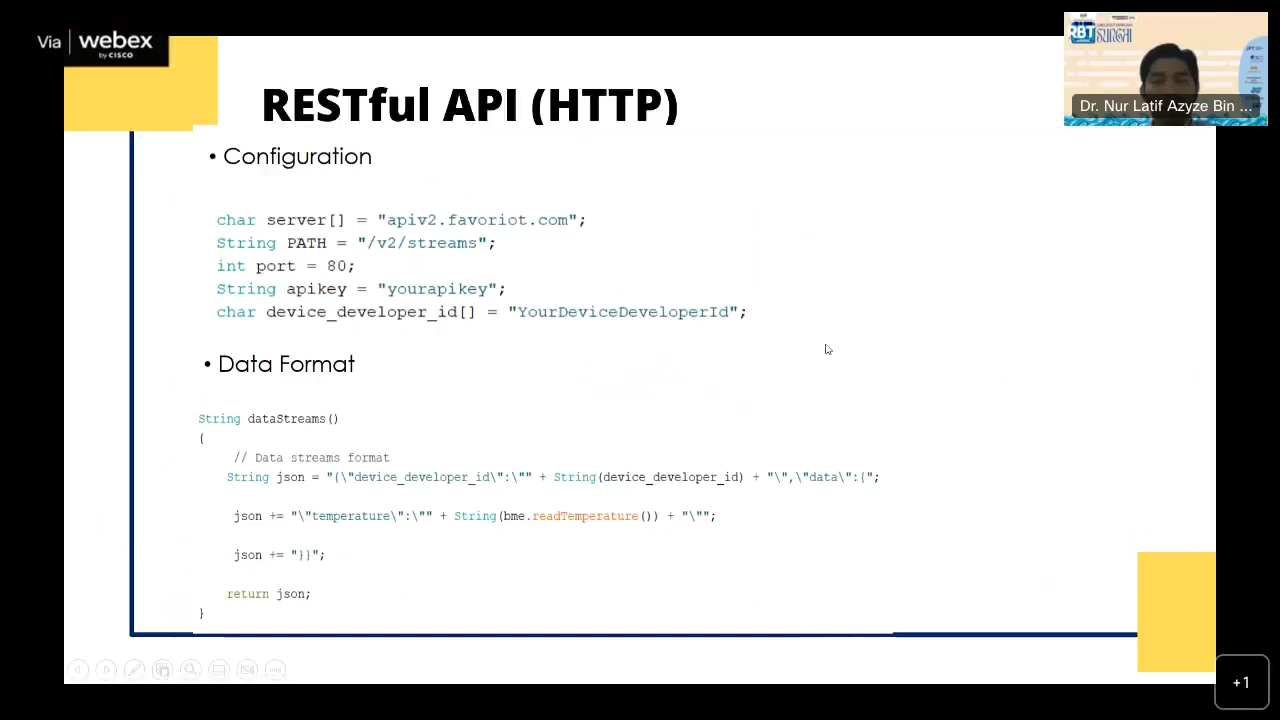 Via webex
by CISCO
RBT
SUNGAI
Dr. Nur Latif Azyze Bin ...
RESTful API (HTTP)
• Configuration
char server[] = "apiv2.favoriot.com";
String PATH = "/v2/streams";
int port = 80;
String apikey = "yourapikey";
char device_developer_id[] = "YourDeviceDeveloperId";
• Data Format
String dataStreams()
{
// Data streams format
String json = "{\"device_developer_id\":\"" + String(device_developer_id) + "\",\"data\":{";
json += "\"temperature\":\"" + String(bme.readTemperature()) + "\"";
json += "}}";
return json;
}
+1